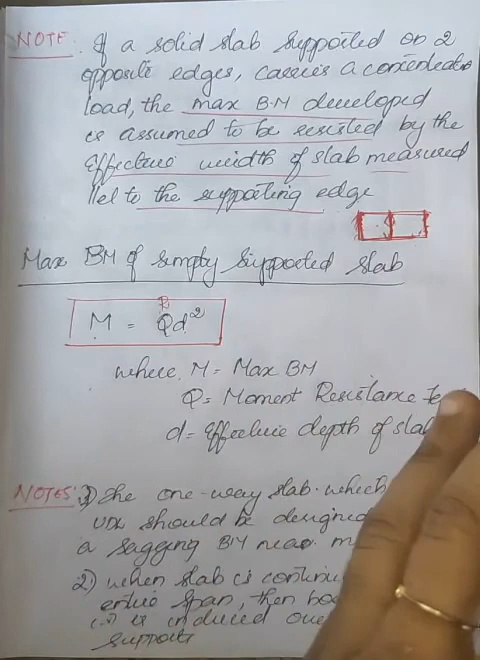 NOTE. If a solid slab supported on 2
opposite edges, carries a concentrated
load, the max B.M developed
is assumed to be resisted by the
effective width of slab measured
llel to the supporting edge
Max BM of simply supported slab
M = Qd²
where M = Max BM
Q = Moment Resistance
d = Effective depth of slab
NOTES: 1) The one-way slab which
UDL should be designed
a sagging BM near m
2) when slab is continu
entire span, then
(-) is induced
support